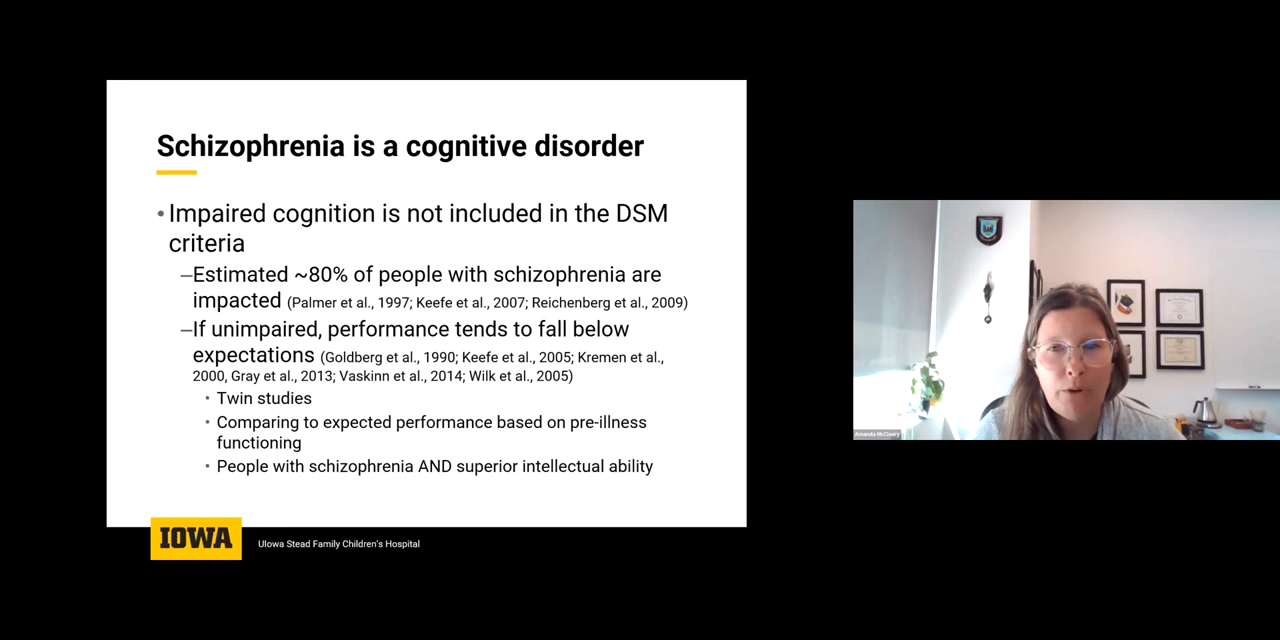 Schizophrenia is a cognitive disorder
• Impaired cognition is not included in the DSM
criteria
–Estimated ~80% of people with schizophrenia are
impacted (Palmer et al., 1997; Keefe et al., 2007; Reichenberg et al., 2009)
–If unimpaired, performance tends to fall below
expectations (Goldberg et al., 1990; Keefe et al., 2005; Kremen et al.,
2000, Gray et al., 2013; Vaskinn et al., 2014; Wilk et al., 2005)
• Twin studies
• Comparing to expected performance based on pre-illness
functioning
• People with schizophrenia AND superior intellectual ability
IOWA
UIowa Stead Family Children's Hospital
Amanda McCleery